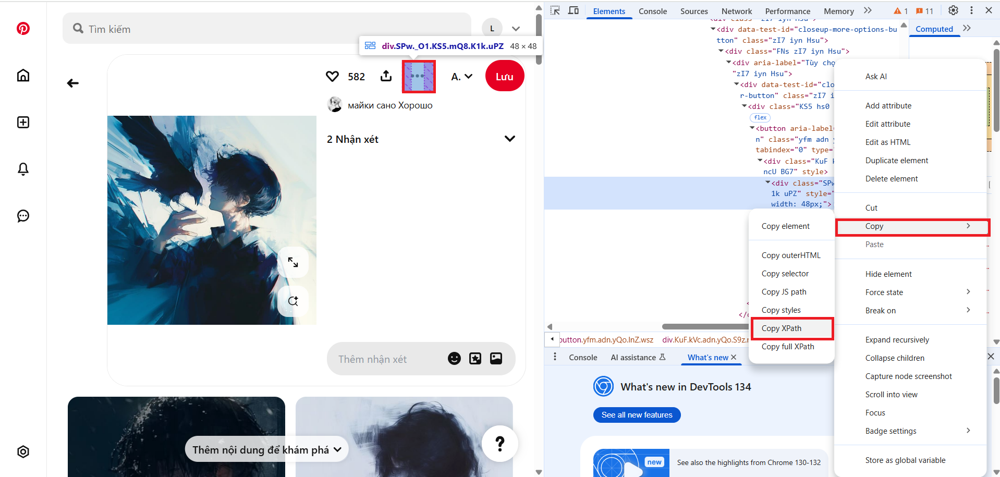 Tìm kiếm
L
div.SPw._O1.KS5.mQ8.K1k.uPZ 48 × 48
582
A.
Lưu
майки сано Хорошо
2 Nhận xét
Thêm nhận xét
Thêm nội dung để khám phá
?
Elements Console Sources Network Performance Memory 1 11
Computed
<div data-test-id="closeup-more-options-bu
tton" class="zI7 iyn Hsu">
<div class="FNs zI7 iyn Hsu">
<div aria-label="Tùy chọ
"zI7 iyn Hsu">
<div data-test-id="clo
r-button" class="zI7 i
<div class="KS5 hs0
flex
<button aria-label=
n" class="yfm adn y
tabindex="0" type="
<div class="KuF k
ncU BG7" style>
<div class="SPw
1k uPZ" style="
width: 48px;">
button.yfm.adn.yQo.lnZ.wsz div.KuF.kVc.adn.yQo.S9z.
Console AI assistance What's new
What's new in DevTools 134
See all new features
new
See also the highlights from Chrome 130-132
Copy element
Copy outerHTML
Copy selector
Copy JS path
Copy styles
Copy XPath
Copy full XPath
Ask AI
Add attribute
Edit attribute
Edit as HTML
Duplicate element
Delete element
Cut
Copy
Paste
Hide element
Force state
Break on
Expand recursively
Collapse children
Capture node screenshot
Scroll into view
Focus
Badge settings
Store as global variable